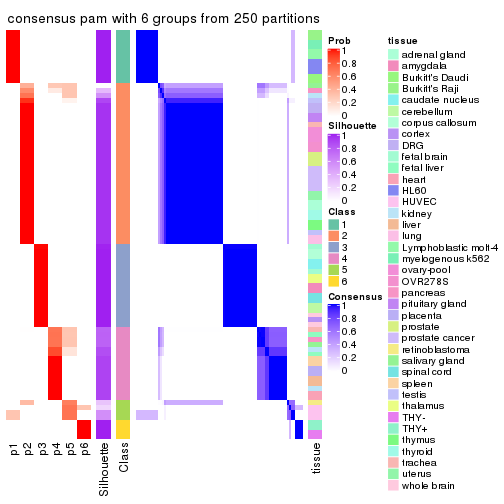 consensus pam with 6 groups from 250 partitions
Prob
1
0.8
0.6
0.4
0.2
0
Silhouette
1
0.8
0.6
0.4
0.2
0
Class
1
2
3
4
5
6
Consensus
1
0.8
0.6
0.4
0.2
0
tissue
adrenal gland
amygdala
Burkitt's Daudi
Burkitt's Raji
caudate nucleus
cerebellum
corpus callosum
cortex
DRG
fetal brain
fetal liver
heart
HL60
HUVEC
kidney
liver
lung
Lymphoblastic molt-4
myelogenous k562
ovary-pool
OVR278S
pancreas
pituitary gland
placenta
prostate
prostate cancer
retinoblastoma
salivary gland
spinal cord
spleen
testis
thalamus
THY-
THY+
thymus
thyroid
trachea
uterus
whole brain
p1
p2
p3
p4
p5
p6
Silhouette
Class
tissue